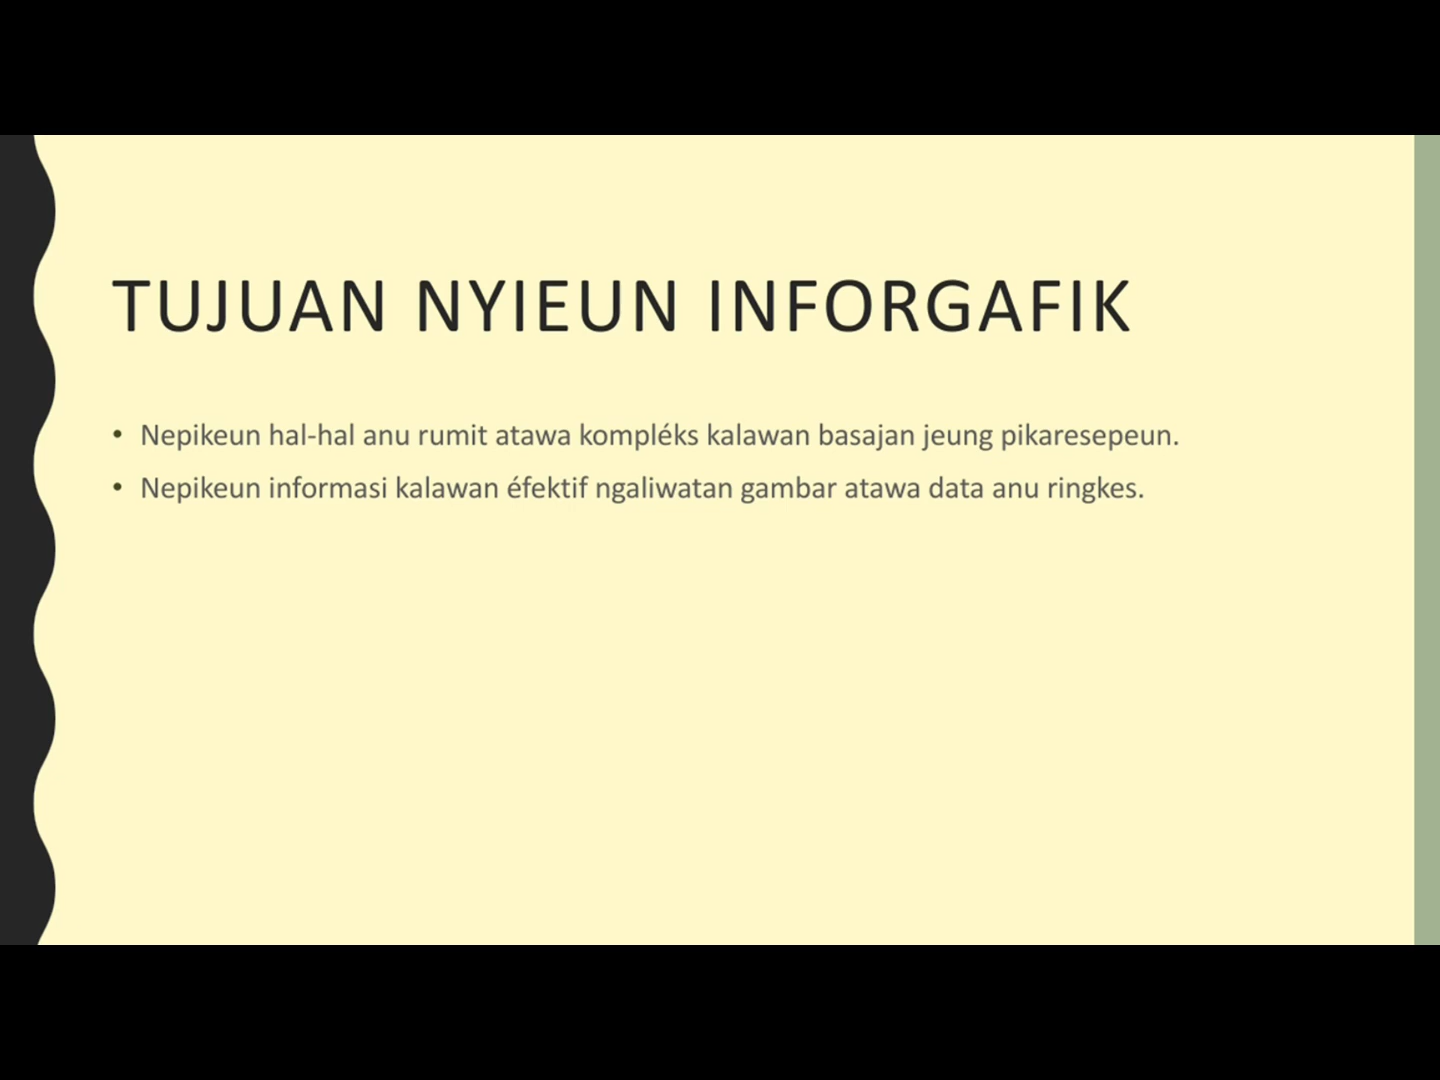 TUJUAN NYIEUN INFORGAFIK
• Nepikeun hal-hal anu rumit atawa kompléks kalawan basajan jeung pikaresepeun.
• Nepikeun informasi kalawan éfektif ngaliwatan gambar atawa data anu ringkes.